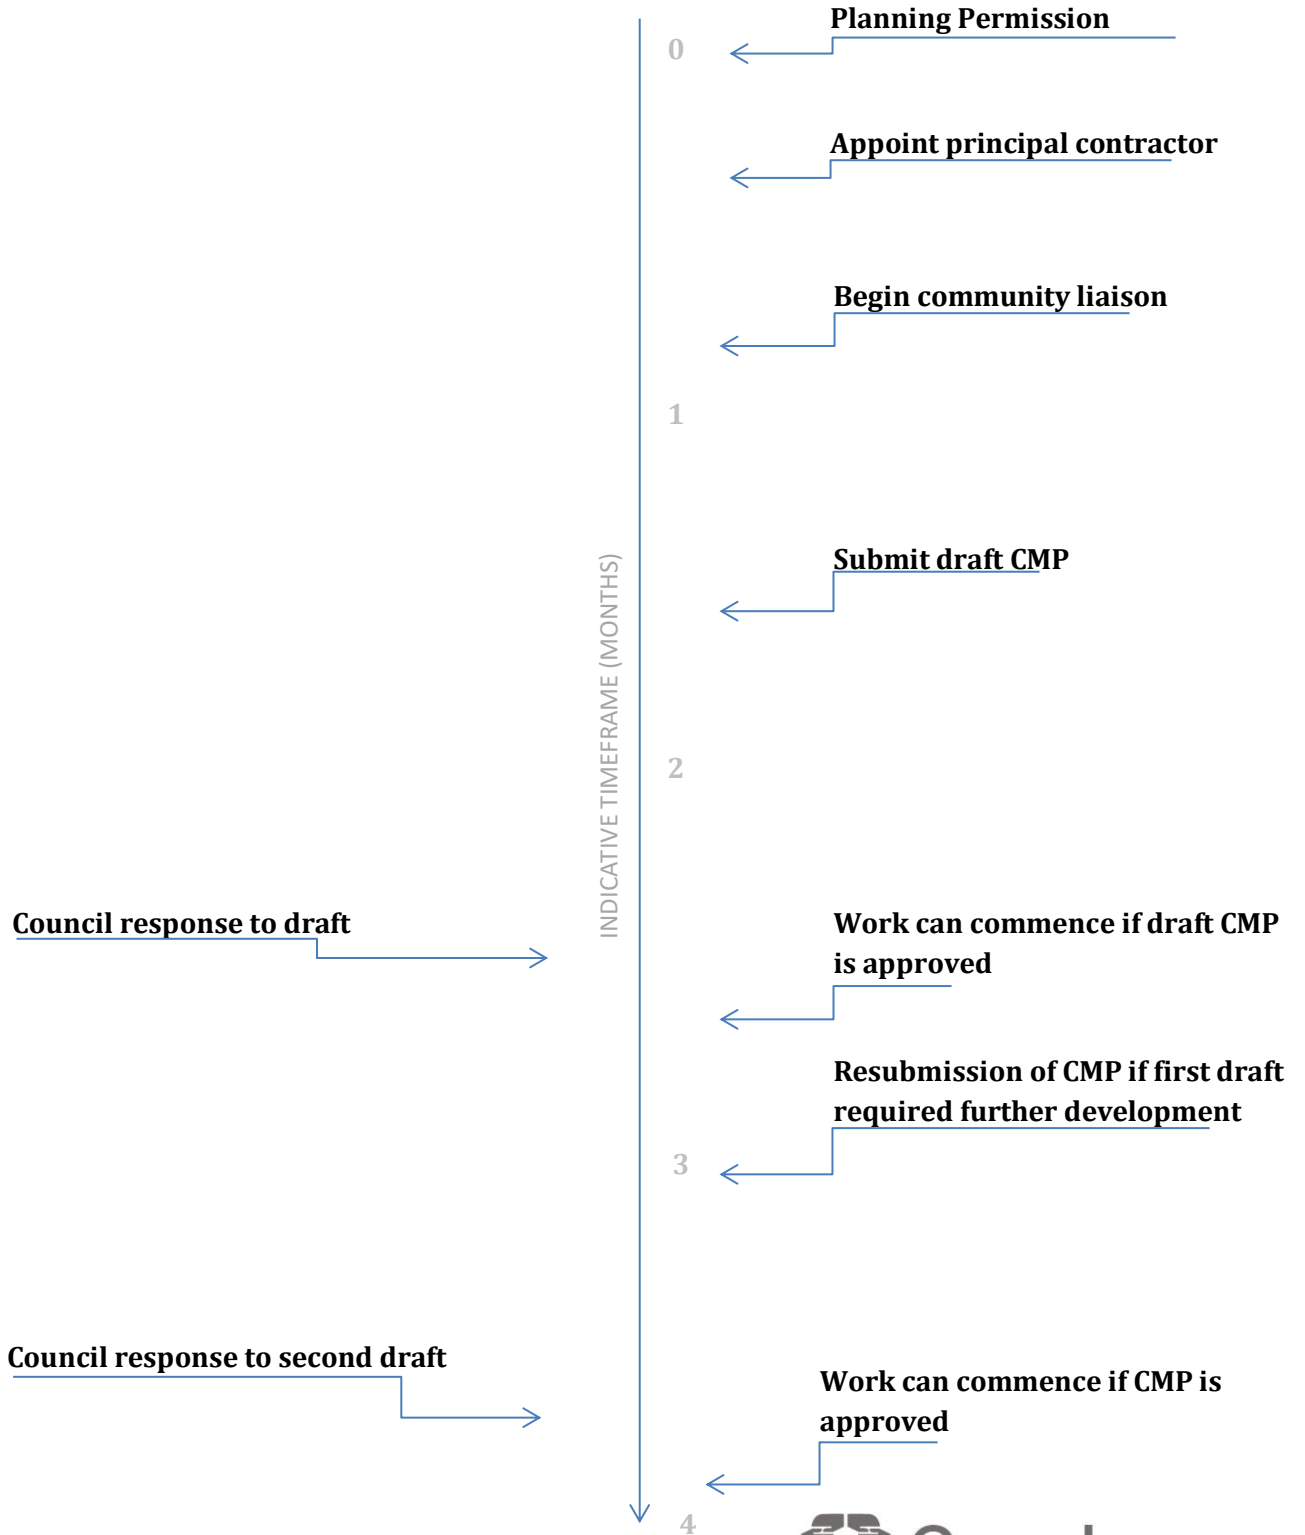 Planning Permission
0
Appoint principal contractor
Begin community liaison
1
Submit draft CMP
INDICATIVE TIMEFRAME (MONTHS)
2
Council response to draft
Work can commence if draft CMP
is approved
Resubmission of CMP if first draft
required further development
3
Council response to second draft
Work can commence if CMP is
approved
4